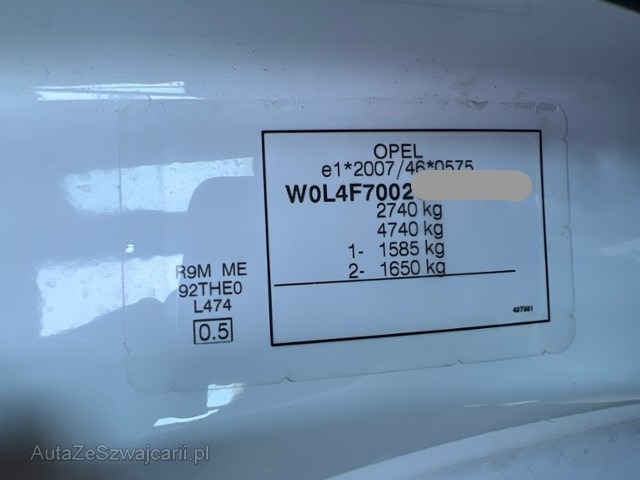 OPEL
e1*2007/46*0575
W0L4F7002
2740 kg
4740 kg
1- 1585 kg
2- 1650 kg
R9M ME
92THE0
L474
0.5
497981
AutaZeSzwajcarii.pl